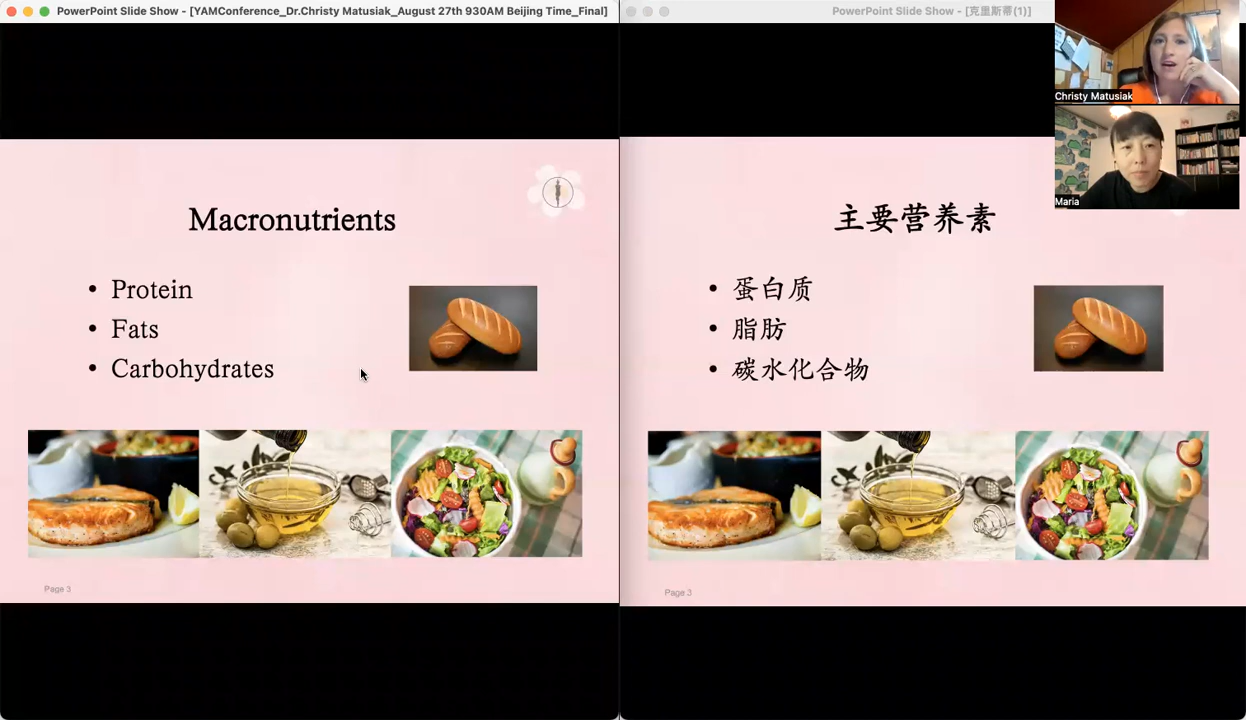 PowerPoint Slide Show - [YAMConference_Dr.Christy Matusiak_August 27th 930AM Beijing Time_Final]
Macronutrients
• Protein
• Fats
• Carbohydrates
Page 3
PowerPoint Slide Show - [克里斯蒂(1)]
主要营养素
• 蛋白质
• 脂肪
• 碳水化合物
Page 3
Christy Matusiak
Maria